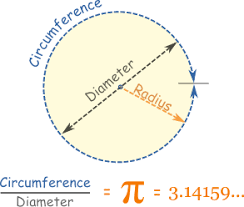 Circumference
Diameter
Radius
Circumference
Diameter
= π = 3.14159...